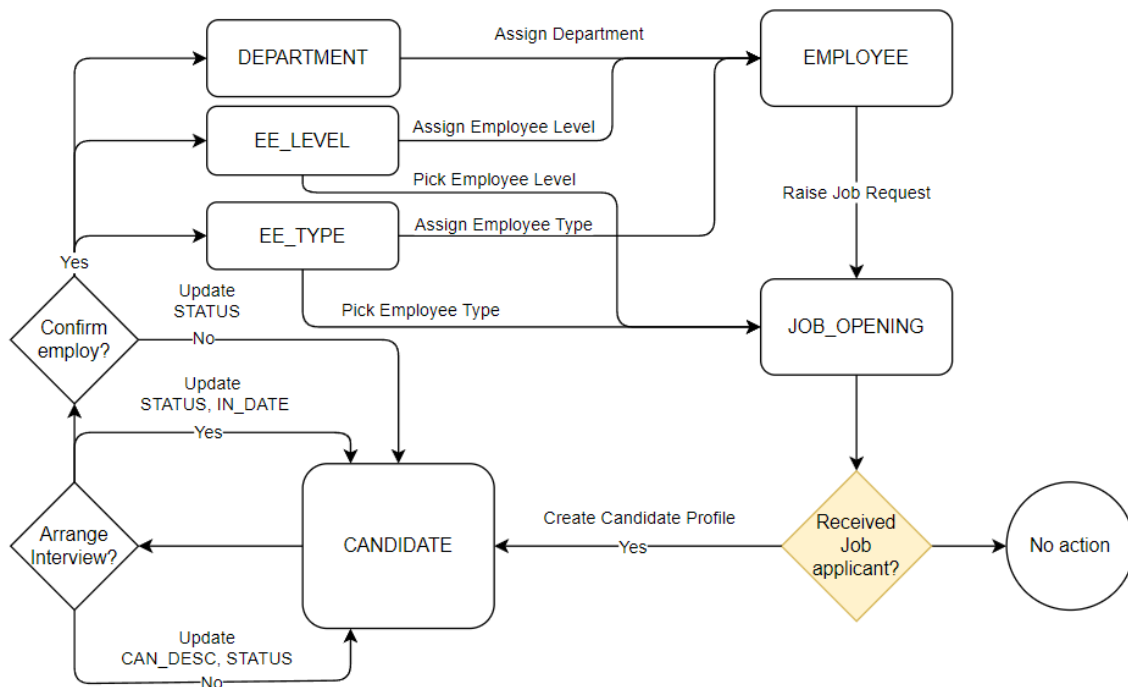 DEPARTMENT
Assign Department
EMPLOYEE
EE_LEVEL
Assign Employee Level
Pick Employee Level
Raise Job Request
EE_TYPE
Assign Employee Type
Yes
Update
STATUS
Pick Employee Type
JOB_OPENING
Confirm
employ?
No
Update
STATUS, IN_DATE
Yes
Arrange
Interview?
CANDIDATE
Create Candidate Profile
Yes
Received
Job
applicant?
No action
Update
CAN_DESC, STATUS
No